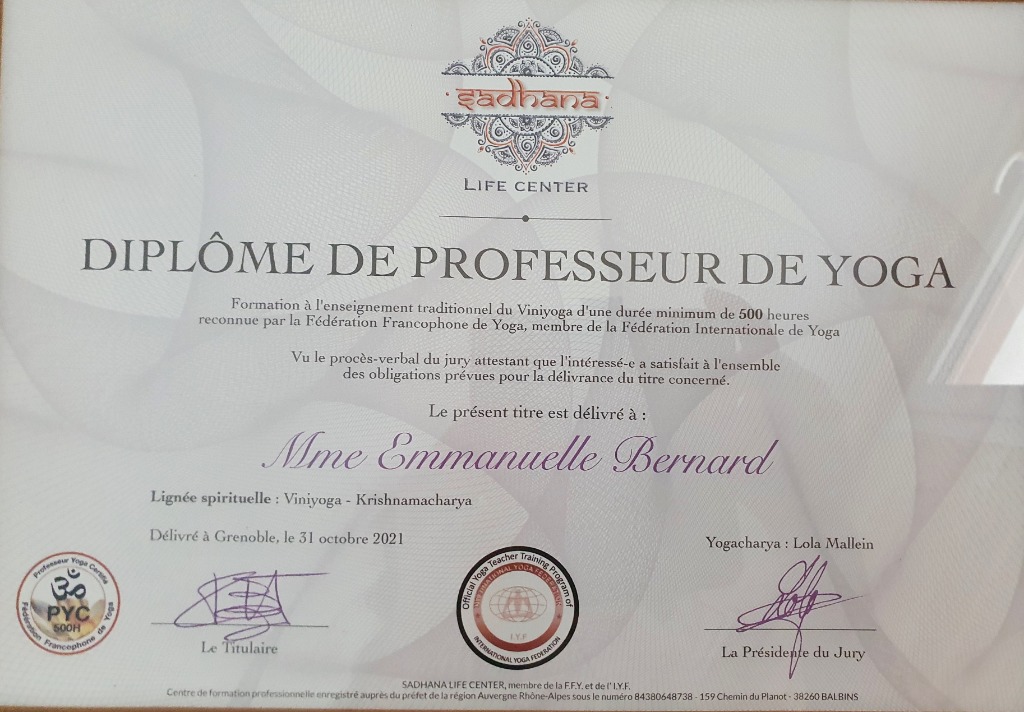 sadhana
LIFE CENTER
DIPLÔME DE PROFESSEUR DE YOGA
Formation à l'enseignement traditionnel du Viniyoga d'une durée minimum de 500 heures
reconnue par la Fédération Francophone de Yoga, membre de la Fédération Internationale de Yoga
Vu le procès-verbal du jury attestant que l'intéressé-e a satisfait à l'ensemble
des obligations prévues pour la délivrance du titre concerné.
Le présent titre est délivré à :
Mme Emmanuelle Bernard
Lignée spirituelle : Viniyoga - Krishnamacharya
Délivré à Grenoble, le 31 octobre 2021
Yogacharya : Lola Mallein
Professeur Yoga Certifié
ॐ
PYC
500H
Fédération Francophone de Yoga
Official Yoga Teacher Training Program of
INTERNATIONAL YOGA FEDERATION
I.Y.F
INTERNATIONAL YOGA FEDERATION
Le Titulaire
La Présidente du Jury
SADHANA LIFE CENTER, membre de la F.F.Y. et de l' I.Y.F.
Centre de formation professionnelle enregistré auprès du préfet de la région Auvergne Rhône-Alpes sous le numéro 84380648738 - 159 Chemin du Planot - 38260 BALBINS